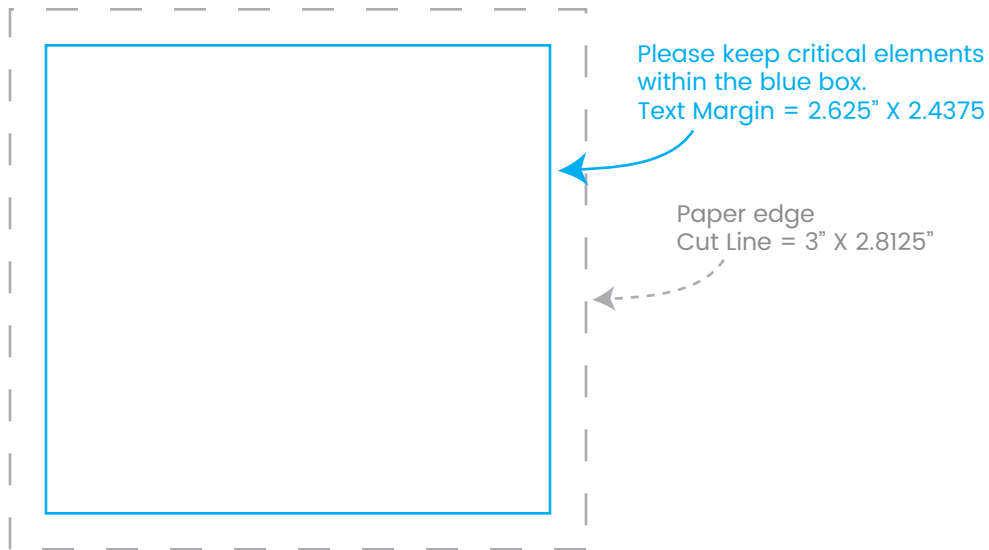 Please keep critical elements
within the blue box.
Text Margin = 2.625” X 2.4375
Paper edge
Cut Line = 3” X 2.8125”